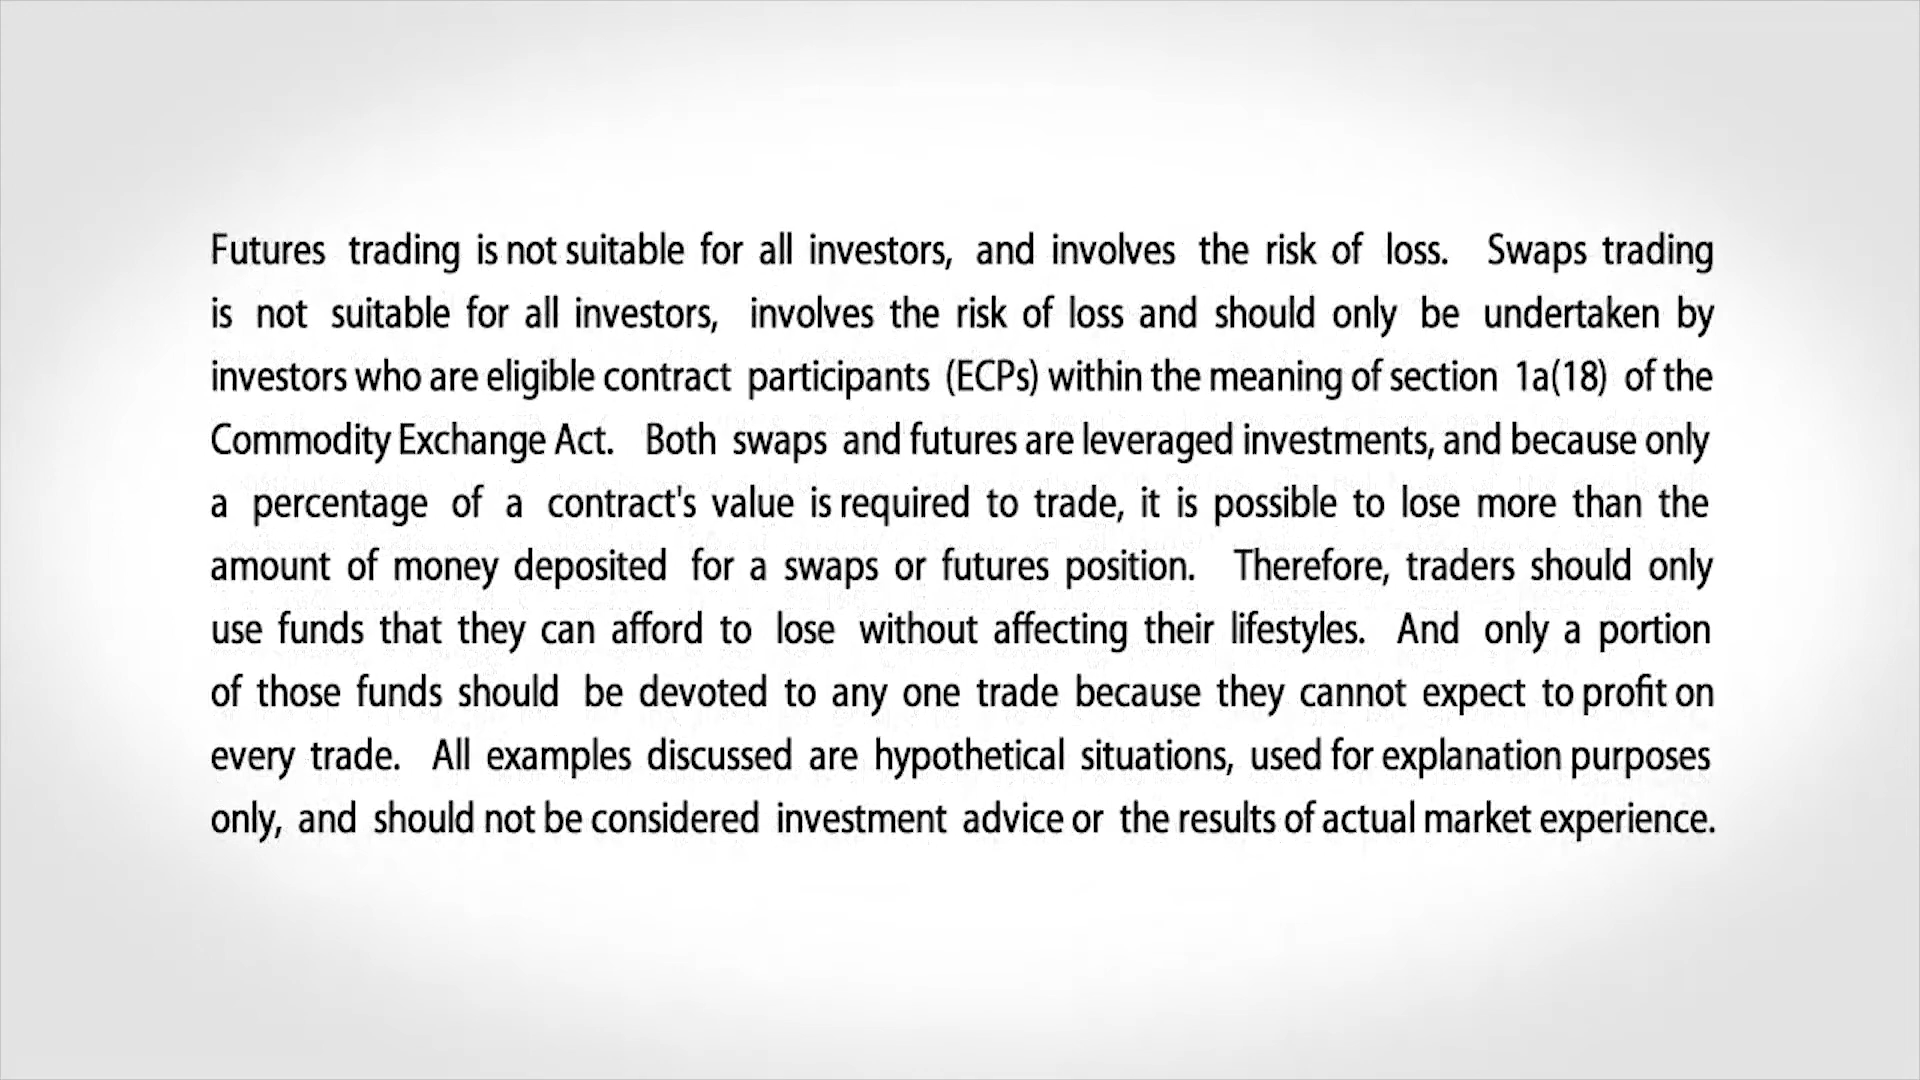 Futures trading is not suitable for all investors, and involves the risk of loss. Swaps trading
is not suitable for all investors, involves the risk of loss and should only be undertaken by
investors who are eligible contract participants (ECPs) within the meaning of section 1a(18) of the
Commodity Exchange Act. Both swaps and futures are leveraged investments, and because only
a percentage of a contract's value is required to trade, it is possible to lose more than the
amount of money deposited for a swaps or futures position. Therefore, traders should only
use funds that they can afford to lose without affecting their lifestyles. And only a portion
of those funds should be devoted to any one trade because they cannot expect to profit on
every trade. All examples discussed are hypothetical situations, used for explanation purposes
only, and should not be considered investment advice or the results of actual market experience.